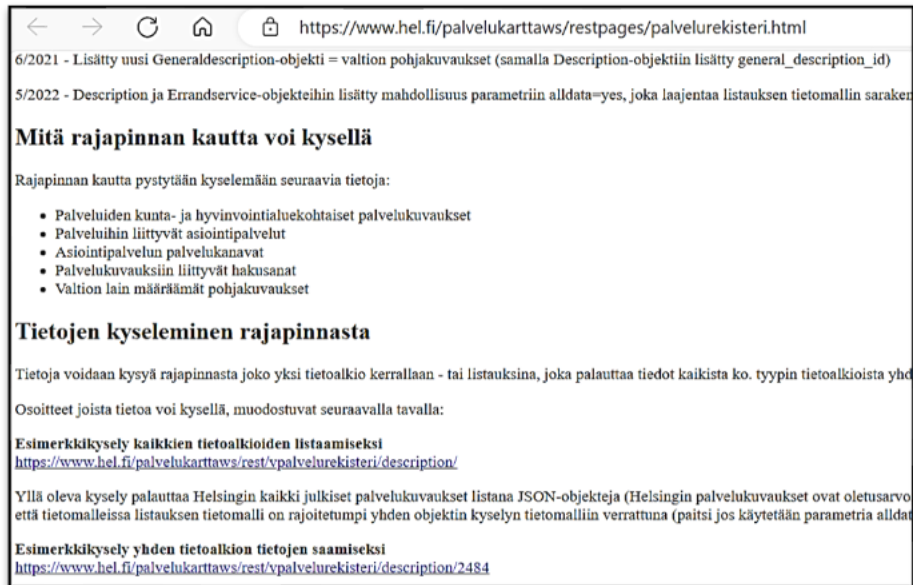 https://www.hel.fi/palvelukarttaws/restpages/palvelurekisteri.html
6/2021 - Lisätty uusi Generaldescription-objekti = valtion pohjakuvaukset (samalla Description-objektiin lisätty general_description_id)
5/2022 - Description ja Errandservice-objekteihin lisätty mahdollisuus parametriin alldata=yes, joka laajentaa listauksen tietomallin saraken
Mitä rajapinnan kautta voi kysellä
Rajapinnan kautta pystytään kyselemään seuraavia tietoja:
• Palveluiden kunta- ja hyvinvointialuekohtaiset palvelukuvaukset
• Palveluihin liittyvät asiointipalvelut
• Asiointipalvelun palvelukanavat
• Palvelukuvauksiin liittyvät hakusanat
• Valtion lain määräämät pohjakuvaukset
Tietojen kyseleminen rajapinnasta
Tietoja voidaan kysyä rajapinnasta joko yksi tietoalkio kerrallaan - tai listauksina, joka palauttaa tiedot kaikista ko. tyypin tietoalkioista yhd
Osoitteet joista tietoa voi kysellä, muodostuvat seuraavalla tavalla:
Esimerkkikysely kaikkien tietoalkioiden listaamiseksi
https://www.hel.fi/palvelukarttaws/rest/vpalvelurekisteri/description/
Yllä oleva kysely palauttaa Helsingin kaikki julkiset palvelukuvaukset listana JSON-objekteja (Helsingin palvelukuvaukset ovat oletusarvo
että tietomalleissa listauksen tietomalli on rajoitetumpi yhden objektin kyselyn tietomalliin verrattuna (paitsi jos käytetään parametria alldat
Esimerkkikysely yhden tietoalkion tietojen saamiseksi
https://www.hel.fi/palvelukarttaws/rest/vpalvelurekisteri/description/2484